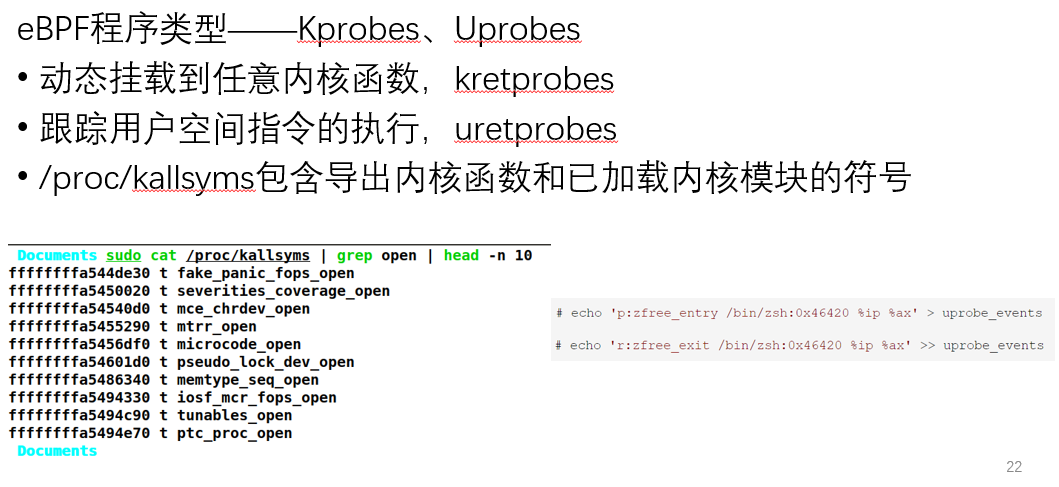 eBPF程序类型——Kprobes、Uprobes
• 动态挂载到任意内核函数，kretprobes
• 跟踪用户空间指令的执行，uretprobes
• /proc/kallsyms包含导出内核函数和已加载内核模块的符号
Documents sudo cat /proc/kallsyms | grep open | head -n 10
ffffffffa544de30 t fake_panic_fops_open
ffffffffa5450020 t severities_coverage_open
ffffffffa54540d0 t mce_chrdev_open
ffffffffa5455290 t mtrr_open
ffffffffa5456df0 t microcode_open
ffffffffa54601d0 t pseudo_lock_dev_open
ffffffffa5486340 t memtype_seq_open
ffffffffa5494330 t iosf_mcr_fops_open
ffffffffa5494c90 t tunables_open
ffffffffa5494e70 t ptc_proc_open
Documents
# echo 'p:zfree_entry /bin/zsh:0x46420 %ip %ax' > uprobe_events
# echo 'r:zfree_exit /bin/zsh:0x46420 %ip %ax' >> uprobe_events
22